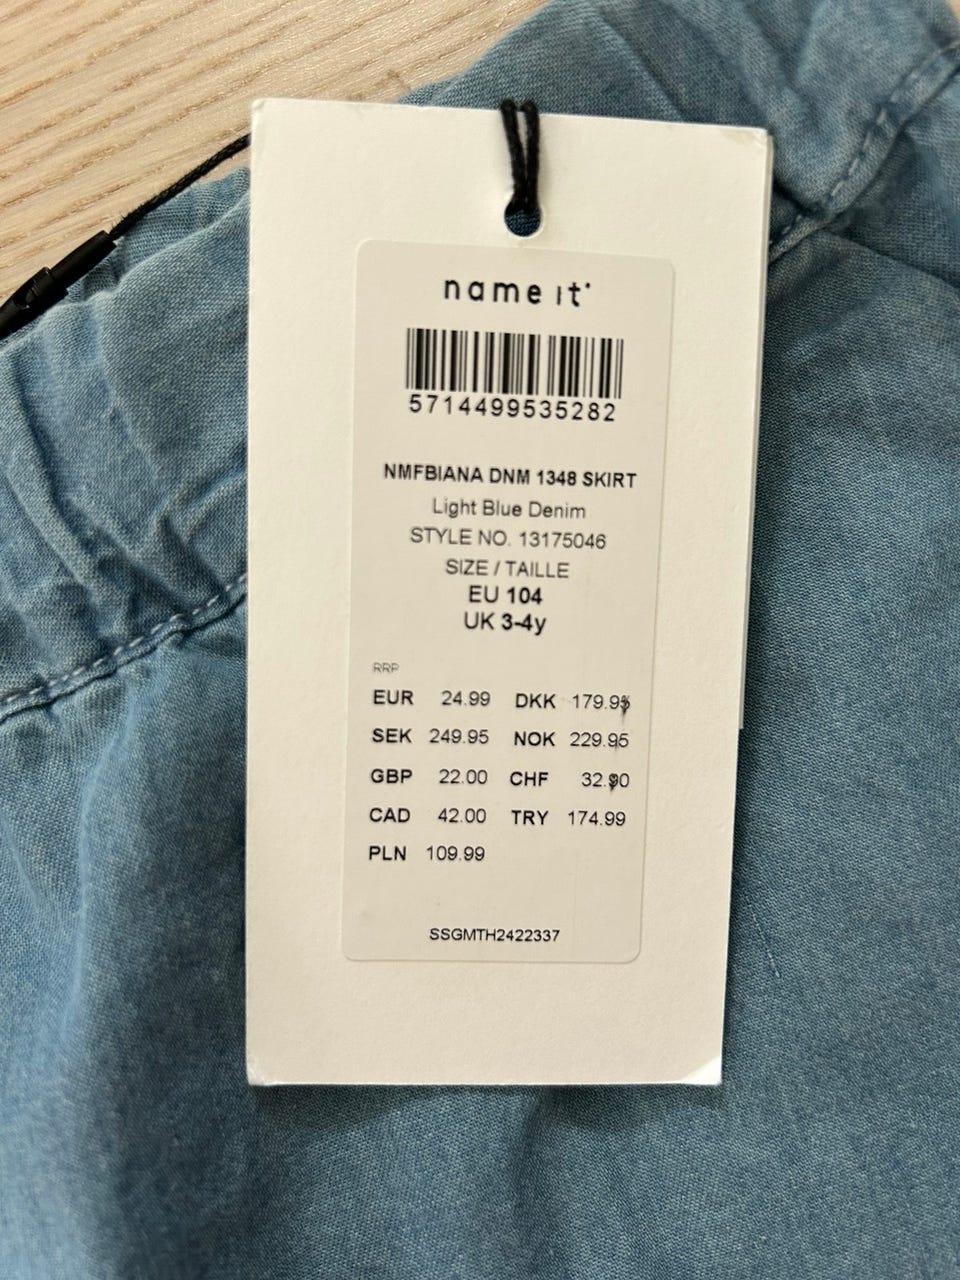 name it
5714499535282
NMFBIANA DNM 1348 SKIRT
Light Blue Denim
STYLE NO. 13175046
SIZE / TAILLE
EU 104
UK 3-4y
RRP
EUR 24.99 DKK 179.95
SEK 249.95 NOK 229.95
GBP 22.00 CHF 32.90
CAD 42.00 TRY 174.99
PLN 109.99
SSGMTH2422337